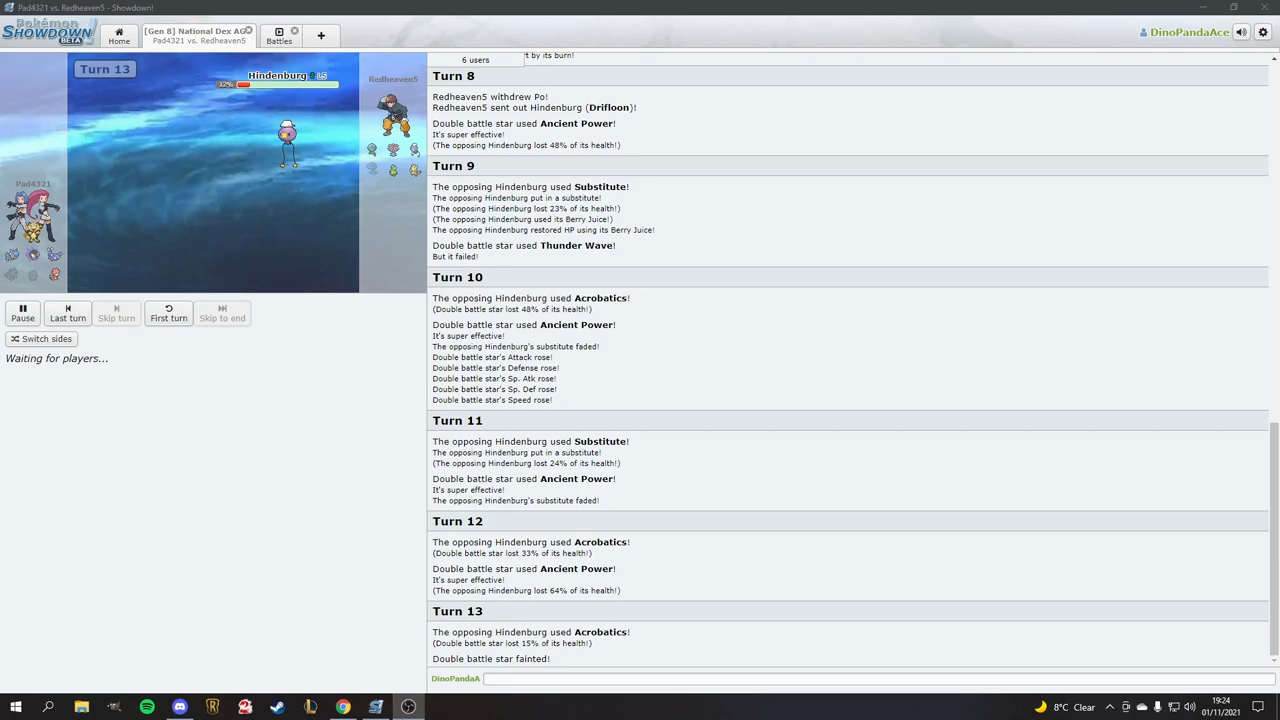 Pad4321 vs. Redheaven5 - Showdown!
Pokémon
SHOWDOWN!
BETA
Home
[Gen 8] National Dex AG
Pad4321 vs. Redheaven5
Battles
DinoPandaAce
Turn 13
Hindenburg L5
12%
Redheaven5
Pad4321
Pause
Last turn
Skip turn
First turn
Skip to end
Switch sides
Waiting for players...
6 users
rt by its burn!
Turn 8
Redheaven5 withdrew Po!
Redheaven5 sent out Hindenburg (Drifloon)!
Double battle star used Ancient Power!
It's super effective!
(The opposing Hindenburg lost 48% of its health!)
Turn 9
The opposing Hindenburg used Substitute!
The opposing Hindenburg put in a substitute!
(The opposing Hindenburg lost 23% of its health!)
(The opposing Hindenburg used its Berry Juice!)
The opposing Hindenburg restored HP using its Berry Juice!
Double battle star used Thunder Wave!
But it failed!
Turn 10
The opposing Hindenburg used Acrobatics!
(Double battle star lost 48% of its health!)
Double battle star used Ancient Power!
It's super effective!
The opposing Hindenburg's substitute faded!
Double battle star's Attack rose!
Double battle star's Defense rose!
Double battle star's Sp. Atk rose!
Double battle star's Sp. Def rose!
Double battle star's Speed rose!
Turn 11
The opposing Hindenburg used Substitute!
The opposing Hindenburg put in a substitute!
(The opposing Hindenburg lost 24% of its health!)
Double battle star used Ancient Power!
It's super effective!
The opposing Hindenburg's substitute faded!
Turn 12
The opposing Hindenburg used Acrobatics!
(Double battle star lost 33% of its health!)
Double battle star used Ancient Power!
It's super effective!
(The opposing Hindenburg lost 64% of its health!)
Turn 13
The opposing Hindenburg used Acrobatics!
(Double battle star lost 15% of its health!)
Double battle star fainted!
DinoPandaA
8°C Clear
19:24
01/11/2021